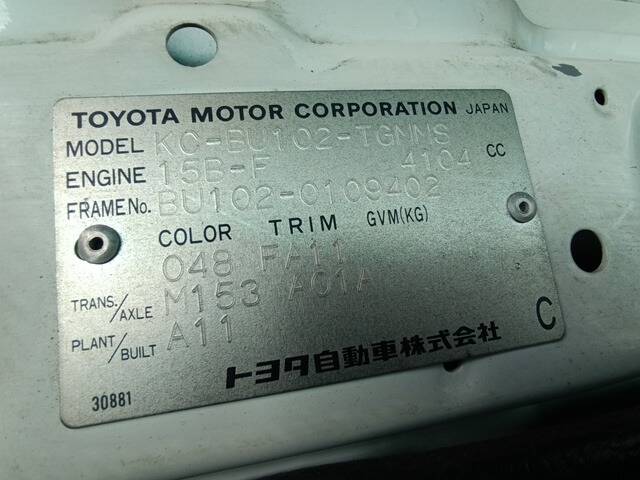 TOYOTA MOTOR CORPORATION JAPAN
MODEL KC-BU102-TGMMS
ENGINE 15B-F 4104 CC
FRAME No. BU102-0109402
COLOR TRIM GVM(KG)
048 FA11
TRANS./AXLE M153 A01A
PLANT/BUILT A11
C
トヨタ自動車株式会社
30881